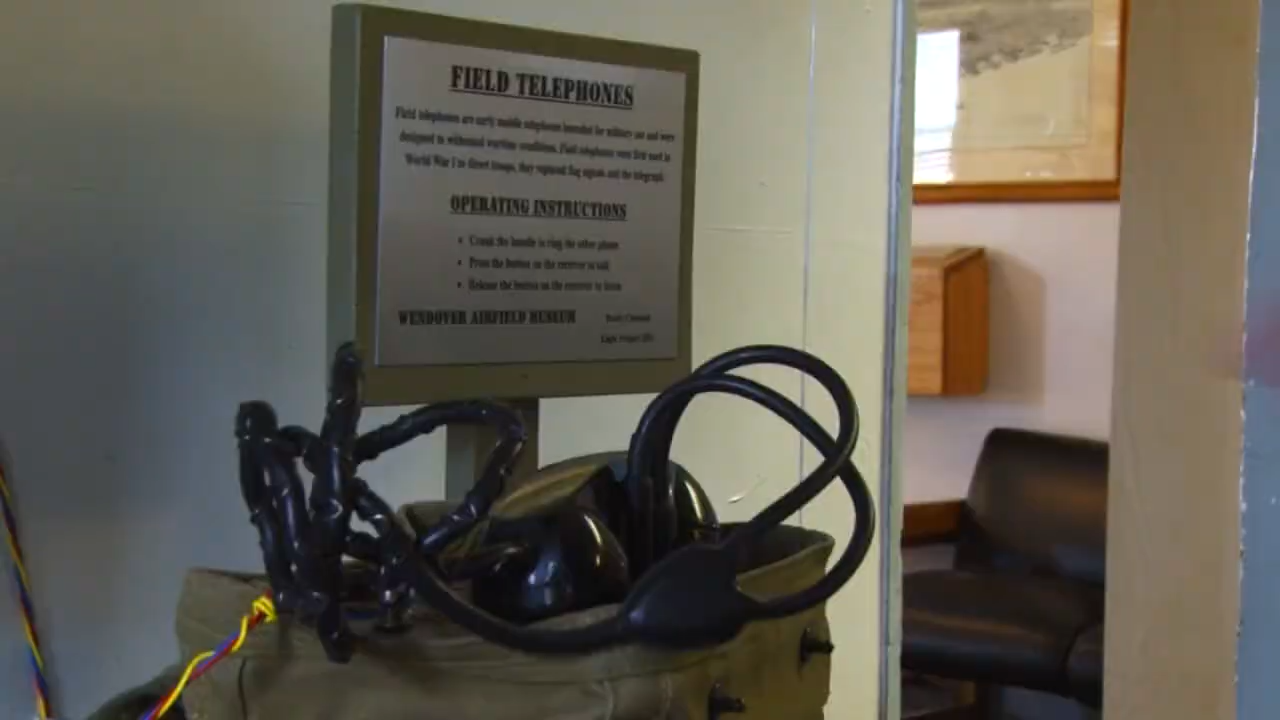 FIELD TELEPHONES
Field telephones are early mobile telephones intended for military use and were
designed to withstand wartime conditions. Field telephones were first used in
World War I to direct troops, they replaced flag signals and the telegraph.
OPERATING INSTRUCTIONS
• Crank the handle to ring the other phone
• Press the button on the receiver to talk
• Release the button on the receiver to listen
WENDOVER AIRFIELD MUSEUM
Eagle Project